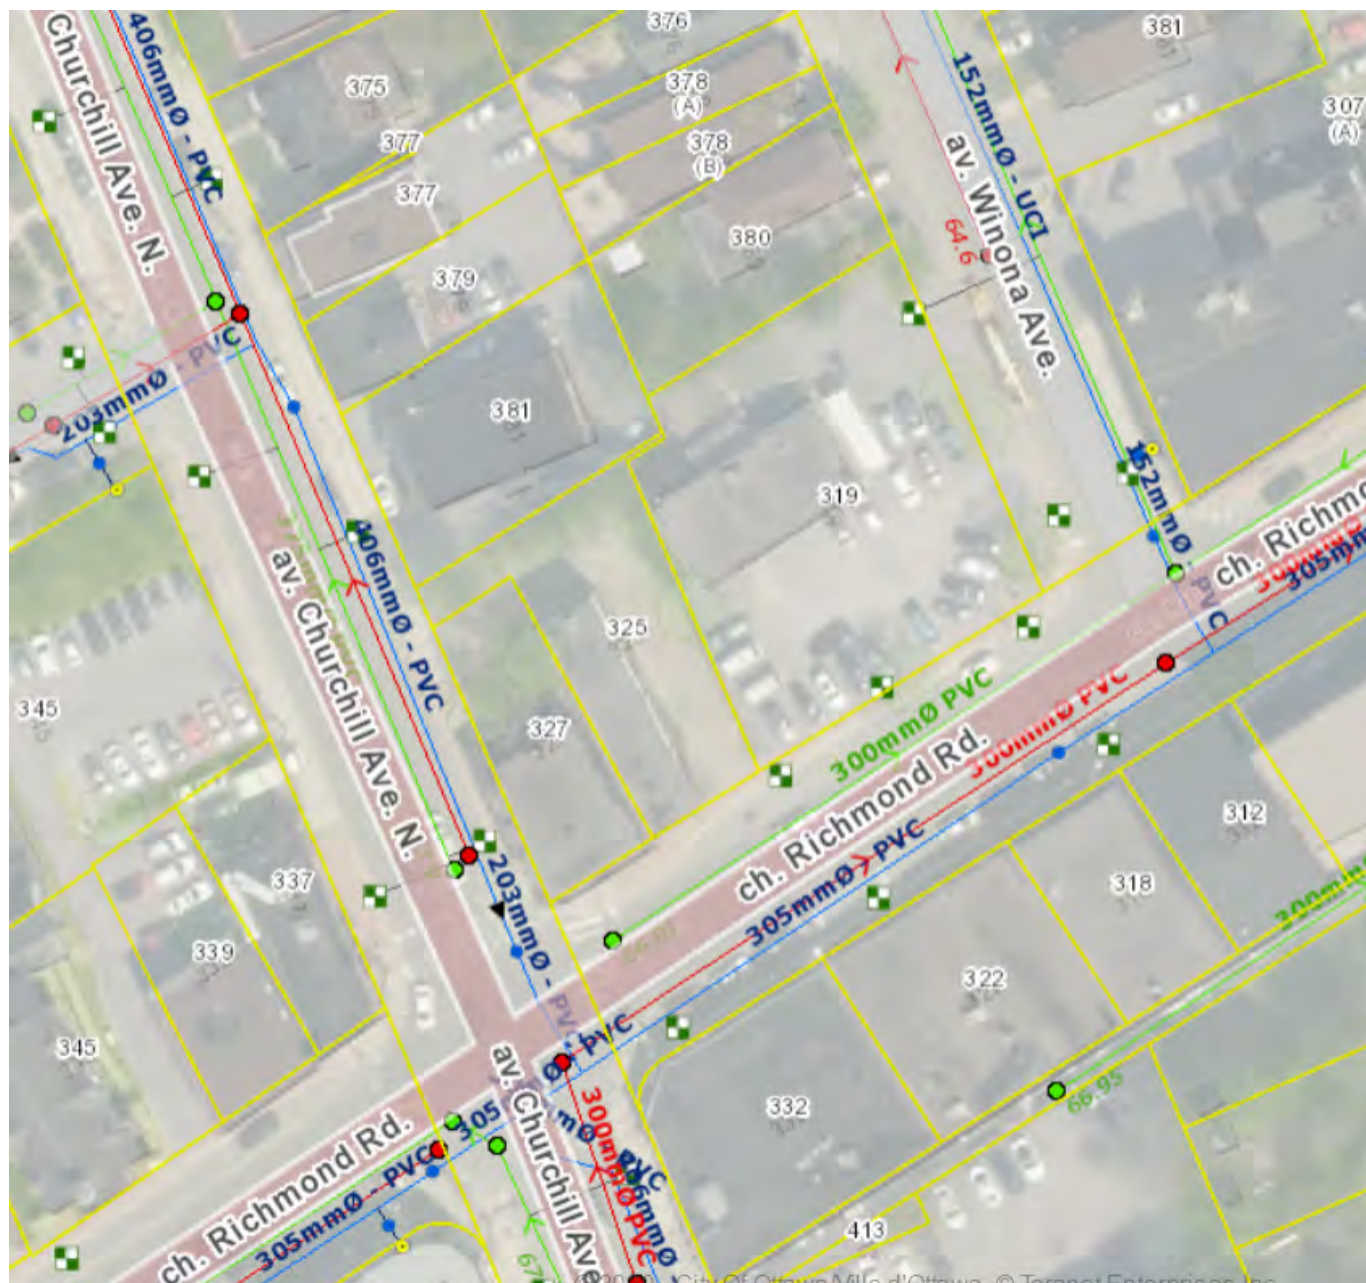 376
381
406mmØ - PVC
Churchill Ave. N.
375
378
(A)
152mmØ - UCI
307
(A)
377
378
(B)
av. Winona Ave.
377
380
64.6
379
203mmØ - PVC
381
152mmØ - PVC
319
ch. Richmo
305mm
406mmØ - PVC
av. Churchill Ave. N.
325
300mmØ PVC
300mmØ PVC
345
327
312
ch. Richmond Rd.
305mmØ - PVC
337
318
203mmØ - PVC
339
322
300mm
345
332
66.95
av. Churchill Ave
300mmØ PVC
ch. Richmond Rd.
305mmØ - PVC
413
67
City Of Ottawa/Ville d'Ottawa, © Teranet Enterprises Inc